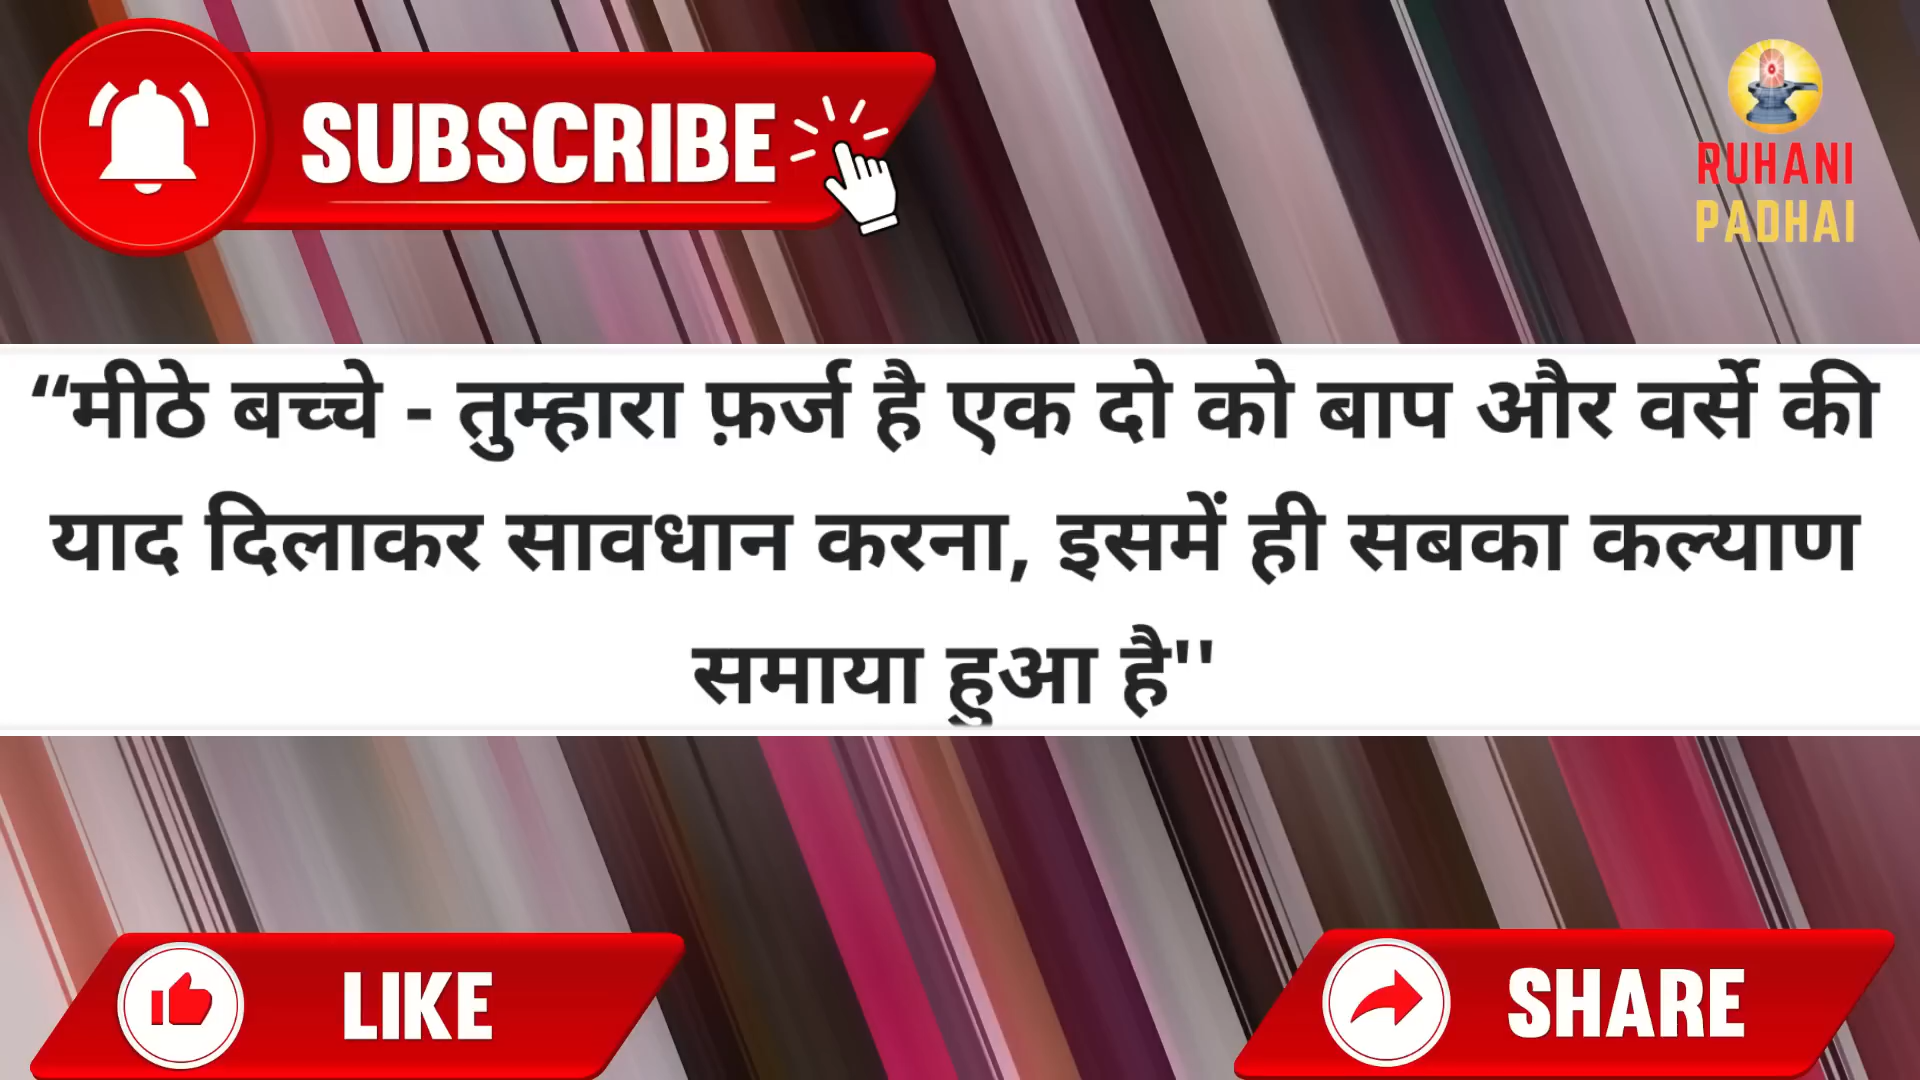 SUBSCRIBE
RUHANI
PADHAI
“मीठे बच्चे - तुम्हारा फ़र्ज है एक दो को बाप और वर्से की
याद दिलाकर सावधान करना, इसमें ही सबका कल्याण
समाया हुआ है''
LIKE
SHARE